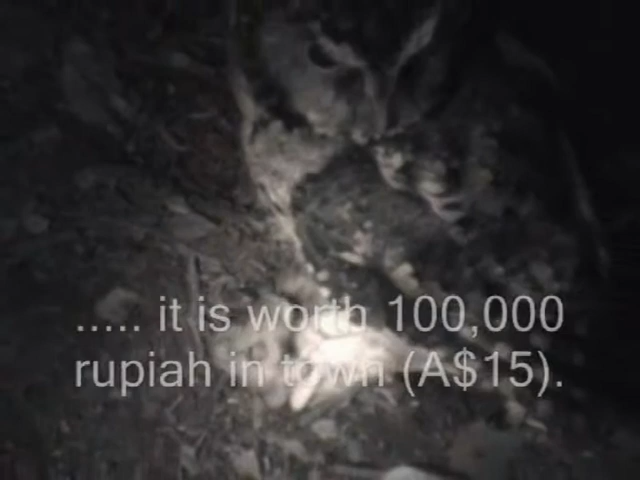 ..... it is worth 100,000
rupiah in town (A$15).